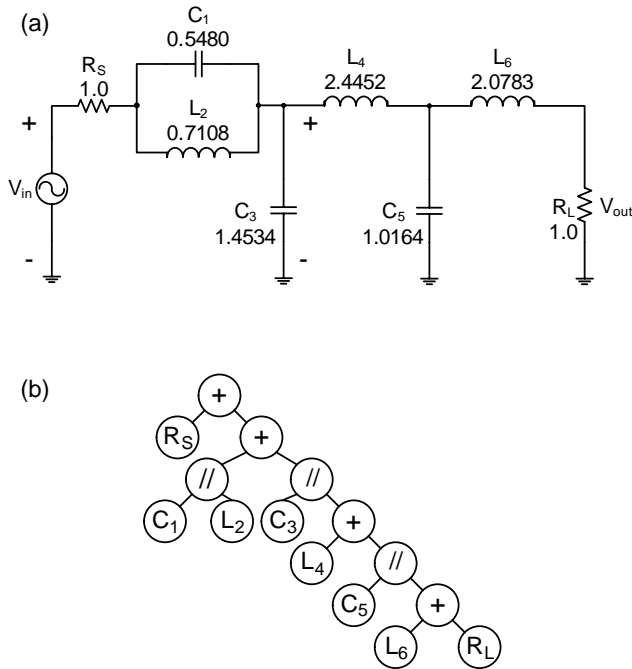 (a)
C1
0.5480
RS
1.0
L2
0.7108
L4
2.4452
L6
2.0783
+
+
Vin
C3
1.4534
C5
1.0164
RL
1.0
Vout
-
-
(b)
+
RS
+
//
//
C1
L2
C3
+
L4
//
C5
+
L6
RL